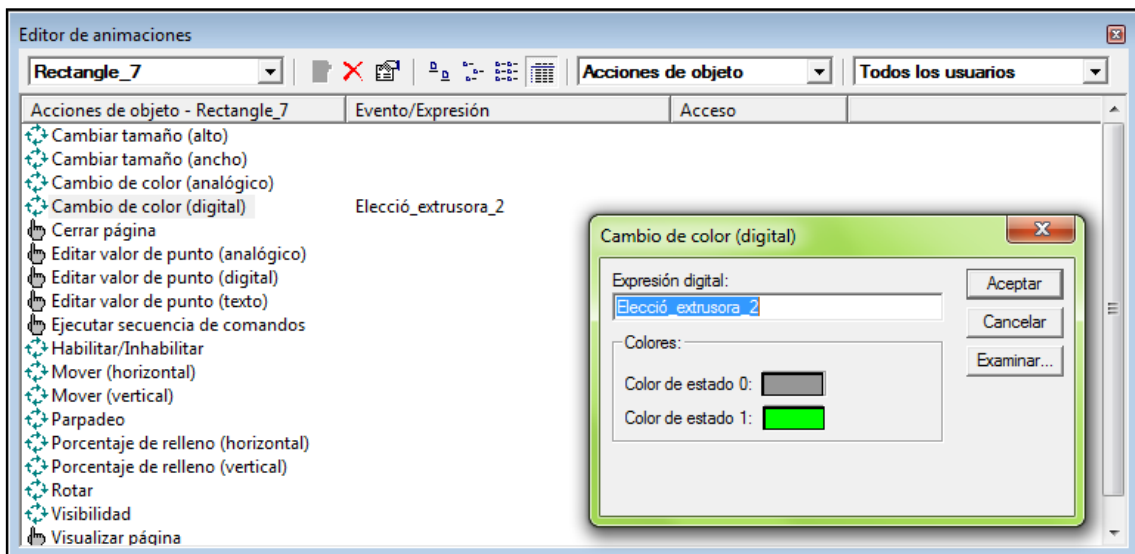 Editor de animaciones
Rectangle_7
Acciones de objeto
Todos los usuarios
Acciones de objeto - Rectangle_7 Evento/Expresión Acceso
Cambiar tamaño (alto)
Cambiar tamaño (ancho)
Cambio de color (analógico)
Cambio de color (digital) Elecció_extrusora_2
Cerrar página
Editar valor de punto (analógico)
Editar valor de punto (digital)
Editar valor de punto (texto)
Ejecutar secuencia de comandos
Habilitar/Inhabilitar
Mover (horizontal)
Mover (vertical)
Parpadeo
Porcentaje de relleno (horizontal)
Porcentaje de relleno (vertical)
Rotar
Visibilidad
Visualizar página
Cambio de color (digital)
Expresión digital:
Elecció_extrusora_2
Colores:
Color de estado 0:
Color de estado 1:
Aceptar
Cancelar
Examinar...